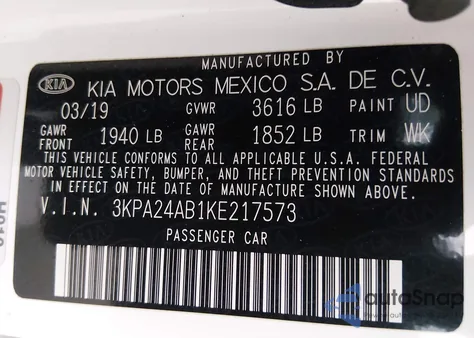 MANUFACTURED BY
KIA KIA MOTORS MEXICO S.A. DE C.V.
03/19 GVWR 3616 LB PAINT UD
GAWR FRONT 1940 LB GAWR REAR 1852 LB TRIM WK
THIS VEHICLE CONFORMS TO ALL APPLICABLE U.S.A. FEDERAL
MOTOR VEHICLE SAFETY, BUMPER, AND THEFT PREVENTION STANDARDS
IN EFFECT ON THE DATE OF MANUFACTURE SHOWN ABOVE.
V.I.N. 3KPA24AB1KE217573
PASSENGER CAR
autoSnap